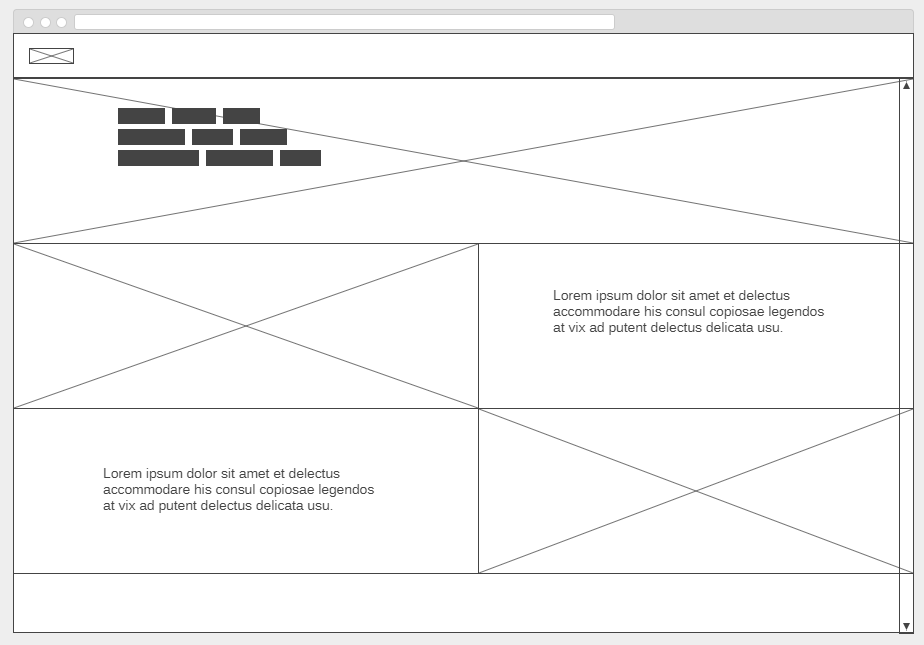 Lorem ipsum dolor sit amet et delectus
accommodare his consul copiosae legendos
at vix ad putent delectus delicata usu.
Lorem ipsum dolor sit amet et delectus
accommodare his consul copiosae legendos
at vix ad putent delectus delicata usu.